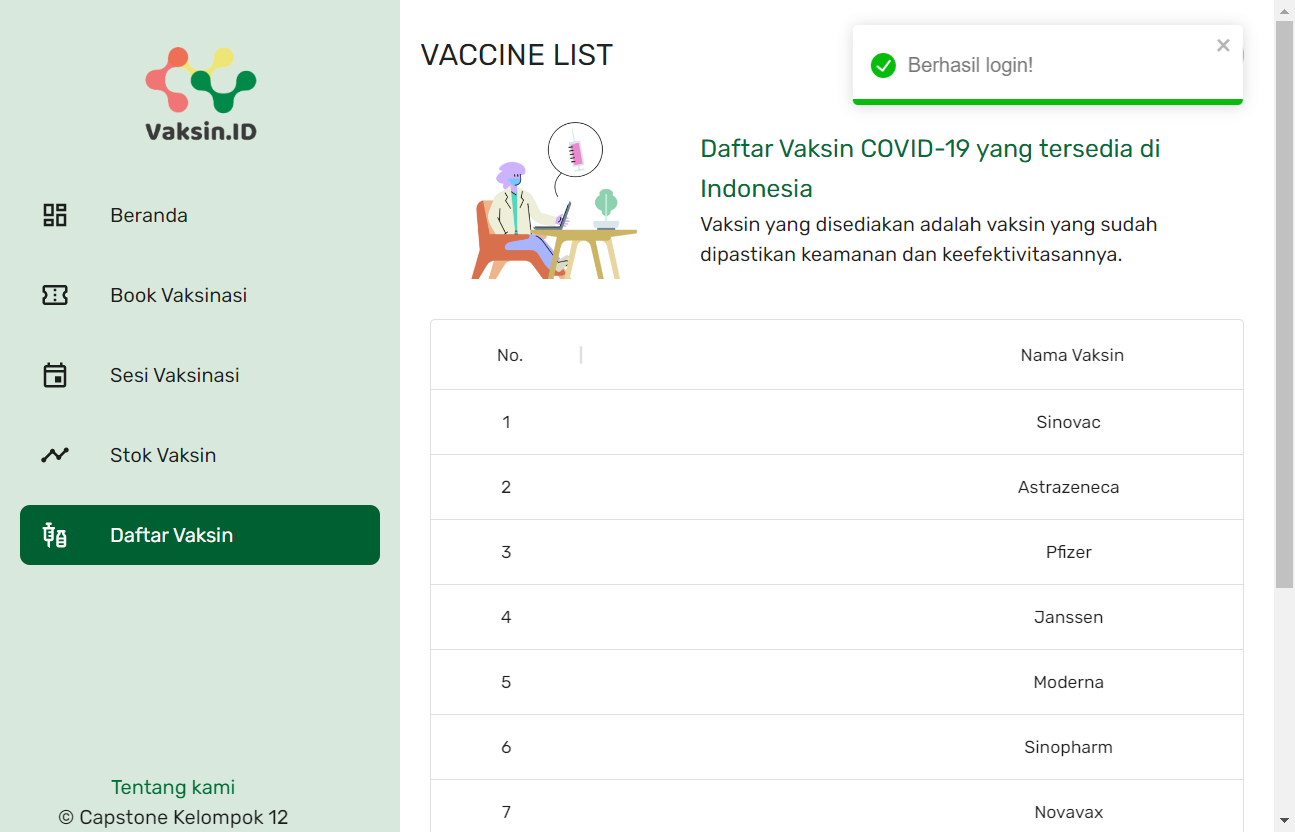 Vaksin.ID
Beranda
Book Vaksinasi
Sesi Vaksinasi
Stok Vaksin
Daftar Vaksin
Tentang kami
© Capstone Kelompok 12
VACCINE LIST
Berhasil login!
Daftar Vaksin COVID-19 yang tersedia di
Indonesia
Vaksin yang disediakan adalah vaksin yang sudah
dipastikan keamanan dan keefektivitasannya.
No. Nama Vaksin
1 Sinovac
2 Astrazeneca
3 Pfizer
4 Janssen
5 Moderna
6 Sinopharm
7 Novavax